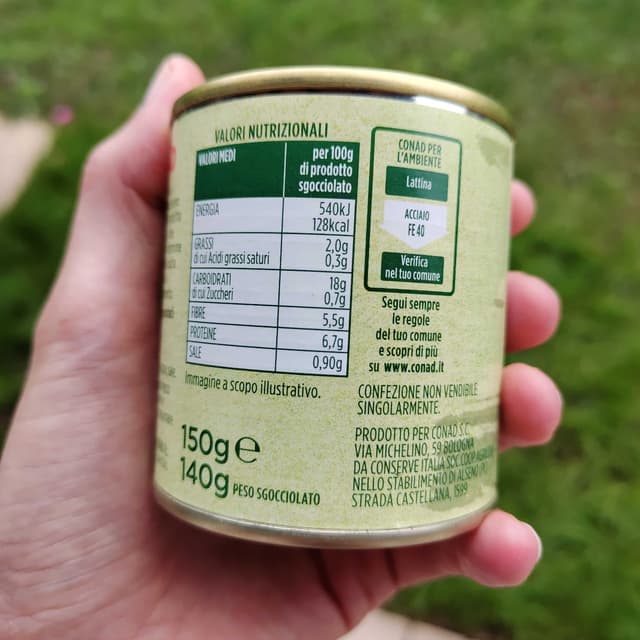 VALORI NUTRIZIONALI
VALORI MEDI
per 100g
di prodotto
sgocciolato
ENERGIA 540kJ
128kcal
GRASSI 2,0g
di cui Acidi grassi saturi 0,3g
CARBOIDRATI 18g
di cui Zuccheri 0,7g
FIBRE 5,5g
PROTEINE 6,7g
SALE 0,90g
Immagine a scopo illustrativo.
150g e
140g PESO SGOCCIOLATO
CONAD PER
L'AMBIENTE
Lattina
ACCIAIO
FE 40
Verifica
nel tuo comune
Segui sempre
le regole
del tuo comune
e scopri di più
su www.conad.it
CONFEZIONE NON VENDIBILE
SINGOLARMENTE.
PRODOTTO PER CONAD S.C.
VIA MICHELINO, 59 BOLOGNA
DA CONSERVE ITALIA SOC. COOP.
NELLO STABILIMENTO DI ALSENO (PC)
STRADA CASTELLANA, 1599